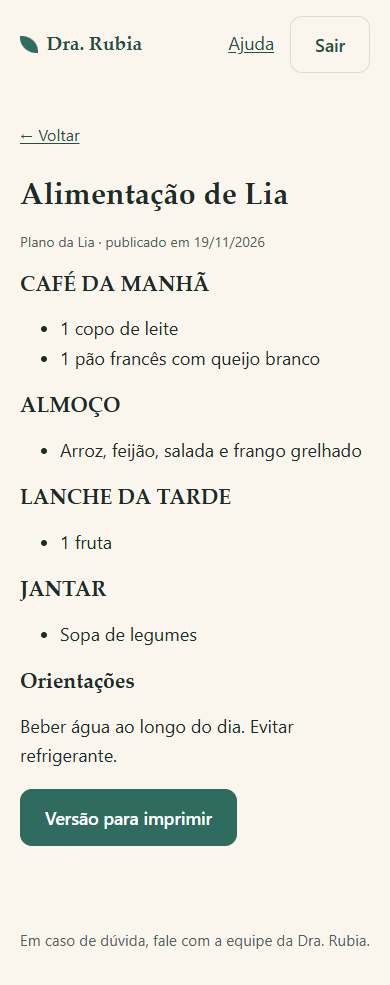 Dra. Rubia
Ajuda
Sair
← Voltar
Alimentação de Lia
Plano da Lia · publicado em 19/11/2026
CAFÉ DA MANHÃ
• 1 copo de leite
• 1 pão francês com queijo branco
ALMOÇO
• Arroz, feijão, salada e frango grelhado
LANCHE DA TARDE
• 1 fruta
JANTAR
• Sopa de legumes
Orientações
Beber água ao longo do dia. Evitar
refrigerante.
Versão para imprimir
Em caso de dúvida, fale com a equipe da Dra. Rubia.